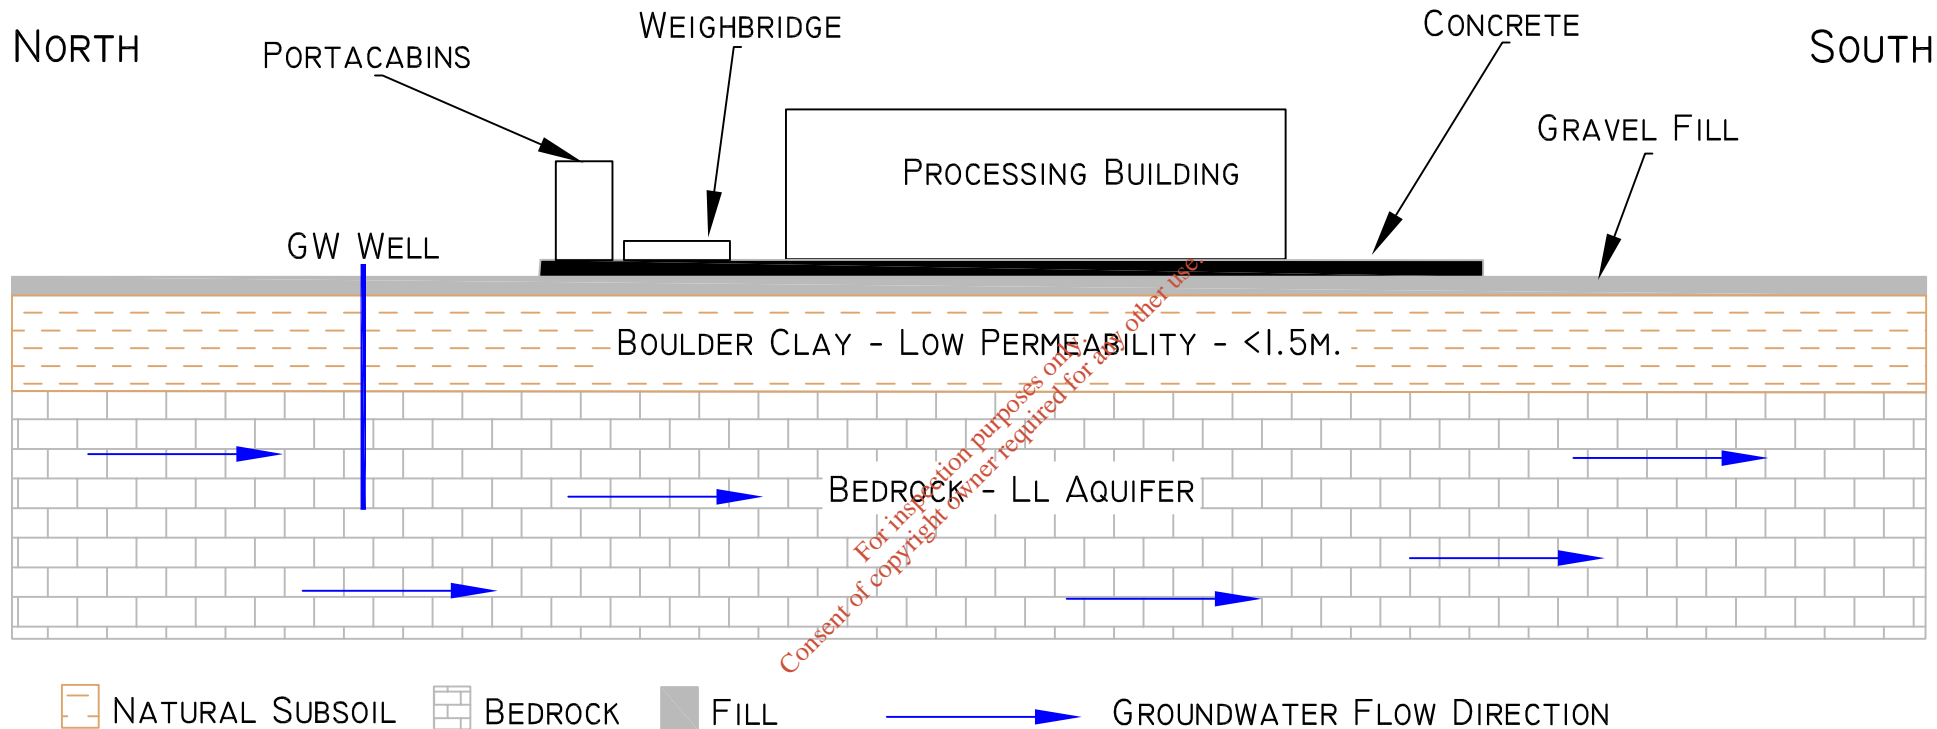 NORTH
PORTACABINS
WEIGHBRIDGE
CONCRETE
SOUTH
GRAVEL FILL
PROCESSING BUILDING
GW WELL
BOULDER CLAY - LOW PERMEABILITY - <1.5M.
BEDROCK - LL AQUIFER
For inspection purposes only.
Consent of copyright owner required for any other use.
NATURAL SUBSOIL
BEDROCK
FILL
GROUNDWATER FLOW DIRECTION